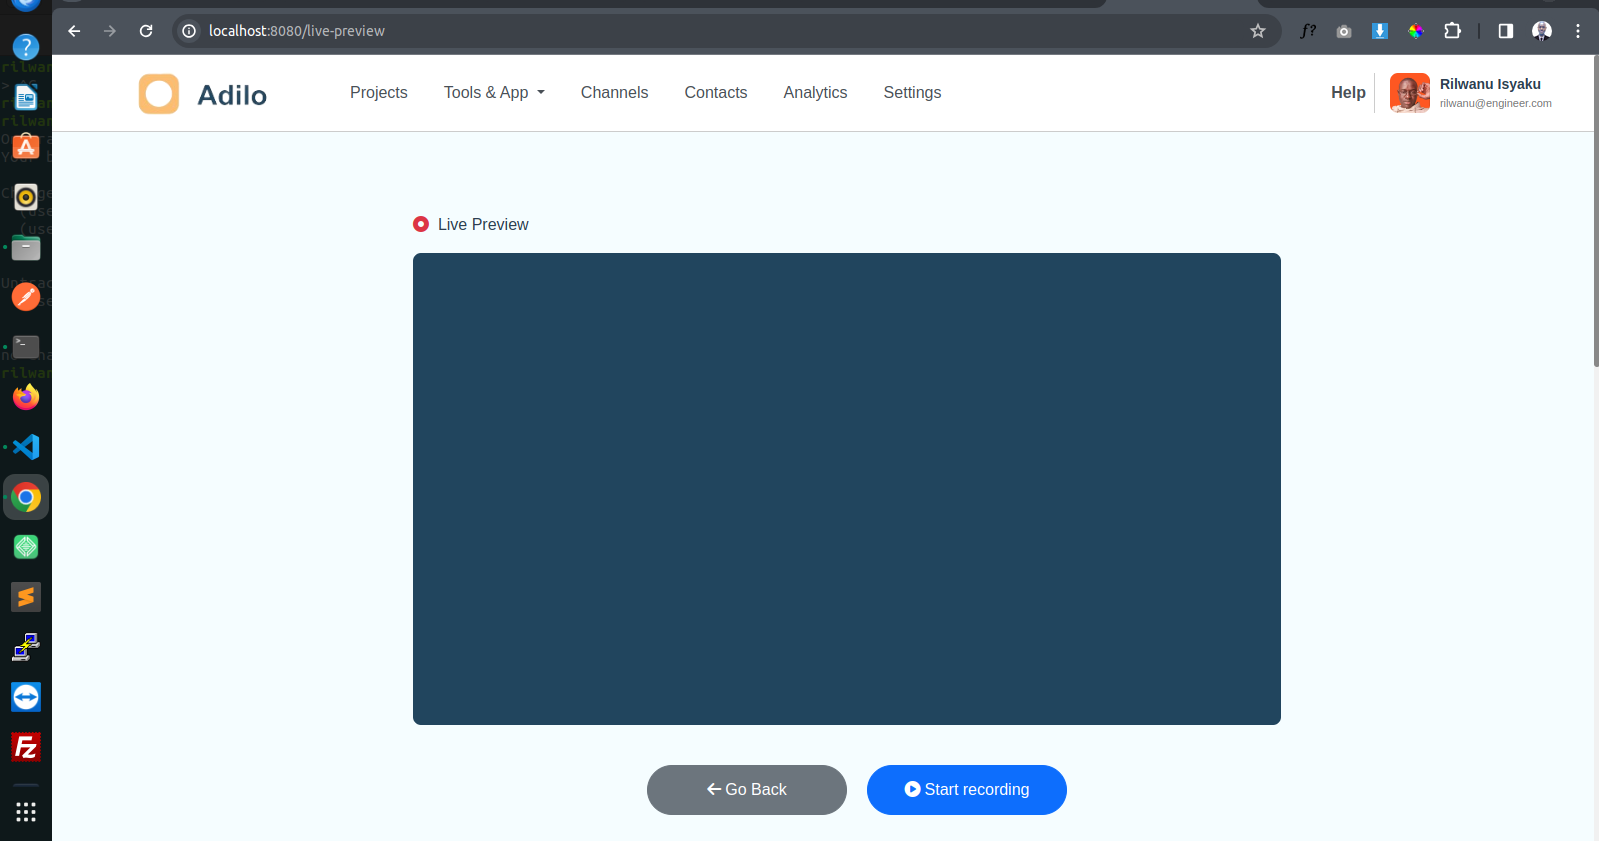 localhost:8080/live-preview
Adilo
Projects
Tools & App
Channels
Contacts
Analytics
Settings
Help
Rilwanu Isyaku
rilwanu@engineer.com
Live Preview
Go Back
Start recording